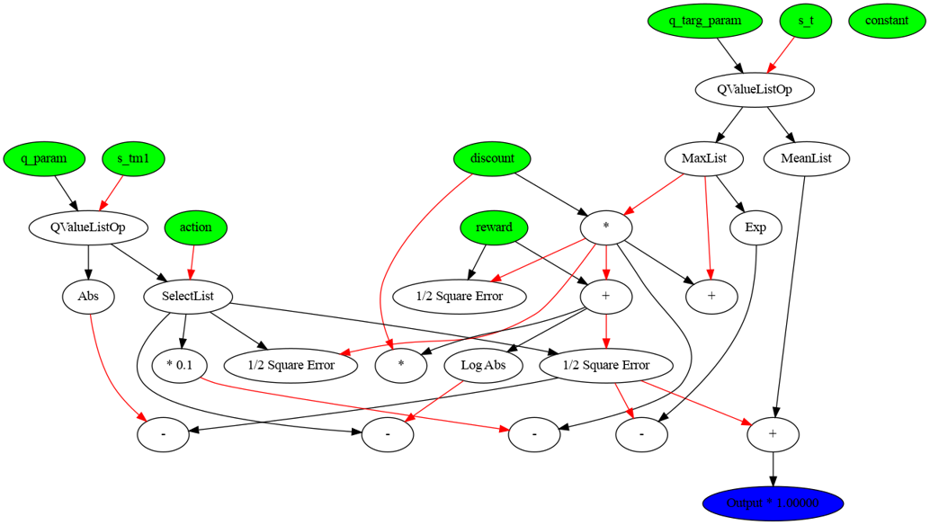 q_targ_param
s_t
constant
QValueListOp
q_param
s_tm1
discount
MaxList
MeanList
QValueListOp
action
reward
*
Exp
Abs
SelectList
1/2 Square Error
+
+
* 0.1
1/2 Square Error
*
Log Abs
1/2 Square Error
-
-
-
-
+
Output * 1.00000